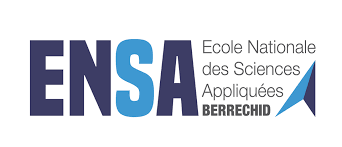 ENSA
Ecole Nationale
des Sciences
Appliquées
BERRECHID